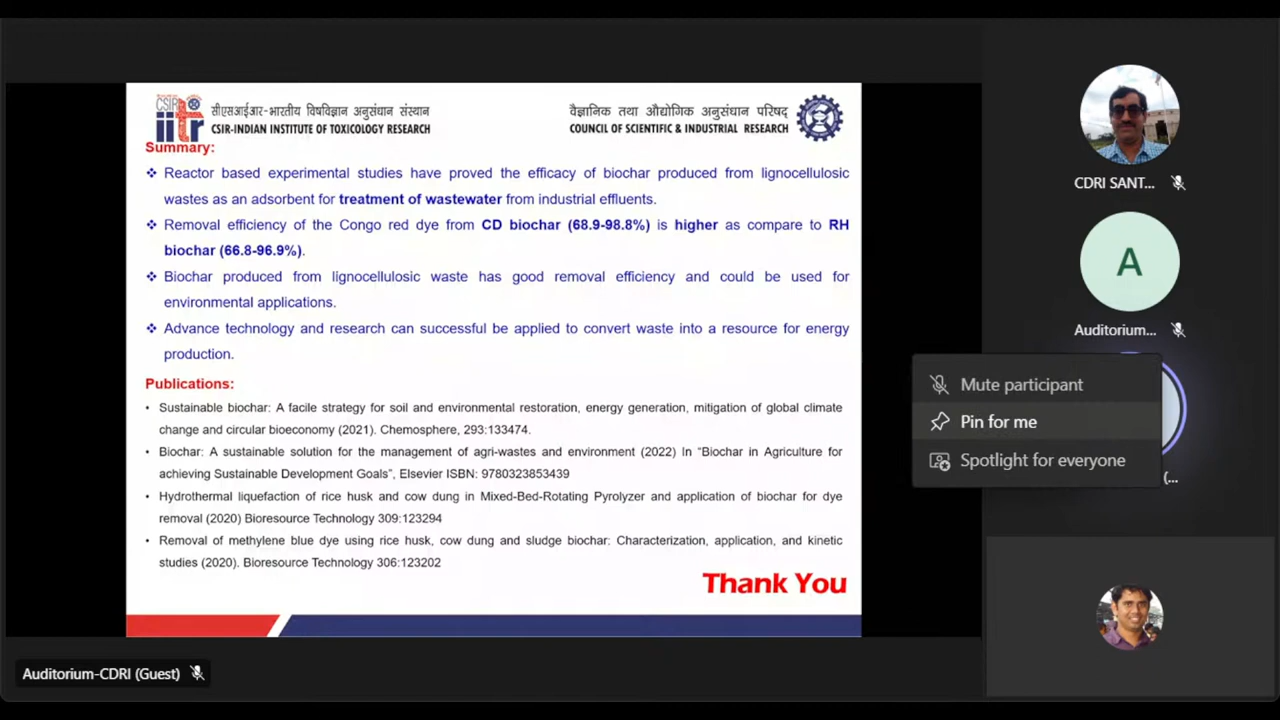 CSIR
iitr
सीएसआईआर-भारतीय विषविज्ञान अनुसंधान संस्थान
CSIR-INDIAN INSTITUTE OF TOXICOLOGY RESEARCH
वैज्ञानिक तथा औद्योगिक अनुसंधान परिषद्
COUNCIL OF SCIENTIFIC & INDUSTRIAL RESEARCH
Summary:
❖ Reactor based experimental studies have proved the efficacy of biochar produced from lignocellulosic
wastes as an adsorbent for treatment of wastewater from industrial effluents.
❖ Removal efficiency of the Congo red dye from CD biochar (68.9-98.8%) is higher as compare to RH
biochar (66.8-96.9%).
❖ Biochar produced from lignocellulosic waste has good removal efficiency and could be used for
environmental applications.
❖ Advance technology and research can successful be applied to convert waste into a resource for energy
production.
Publications:
• Sustainable biochar: A facile strategy for soil and environmental restoration, energy generation, mitigation of global climate
change and circular bioeconomy (2021). Chemosphere, 293:133474.
• Biochar: A sustainable solution for the management of agri-wastes and environment (2022) In “Biochar in Agriculture for
achieving Sustainable Development Goals”, Elsevier ISBN: 9780323853439
• Hydrothermal liquefaction of rice husk and cow dung in Mixed-Bed-Rotating Pyrolyzer and application of biochar for dye
removal (2020) Bioresource Technology 309:123294
• Removal of methylene blue dye using rice husk, cow dung and sludge biochar: Characterization, application, and kinetic
studies (2020). Bioresource Technology 306:123202
Thank You
Auditorium-CDRI (Guest)
CDRI SANT...
A
Auditorium...
Mute participant
Pin for me
Spotlight for everyone
(...